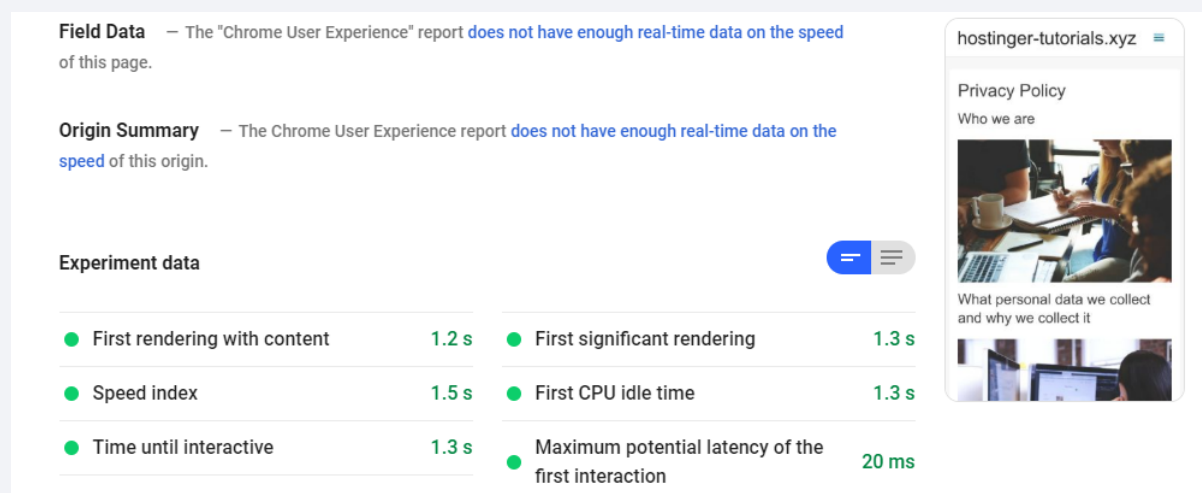 Field Data — The "Chrome User Experience" report does not have enough real-time data on the speed
of this page.
Origin Summary — The Chrome User Experience report does not have enough real-time data on the
speed of this origin.
Experiment data
First rendering with content 1.2 s
First significant rendering 1.3 s
Speed index 1.5 s
First CPU idle time 1.3 s
Time until interactive 1.3 s
Maximum potential latency of the
first interaction 20 ms
hostinger-tutorials.xyz
Privacy Policy
Who we are
What personal data we collect
and why we collect it